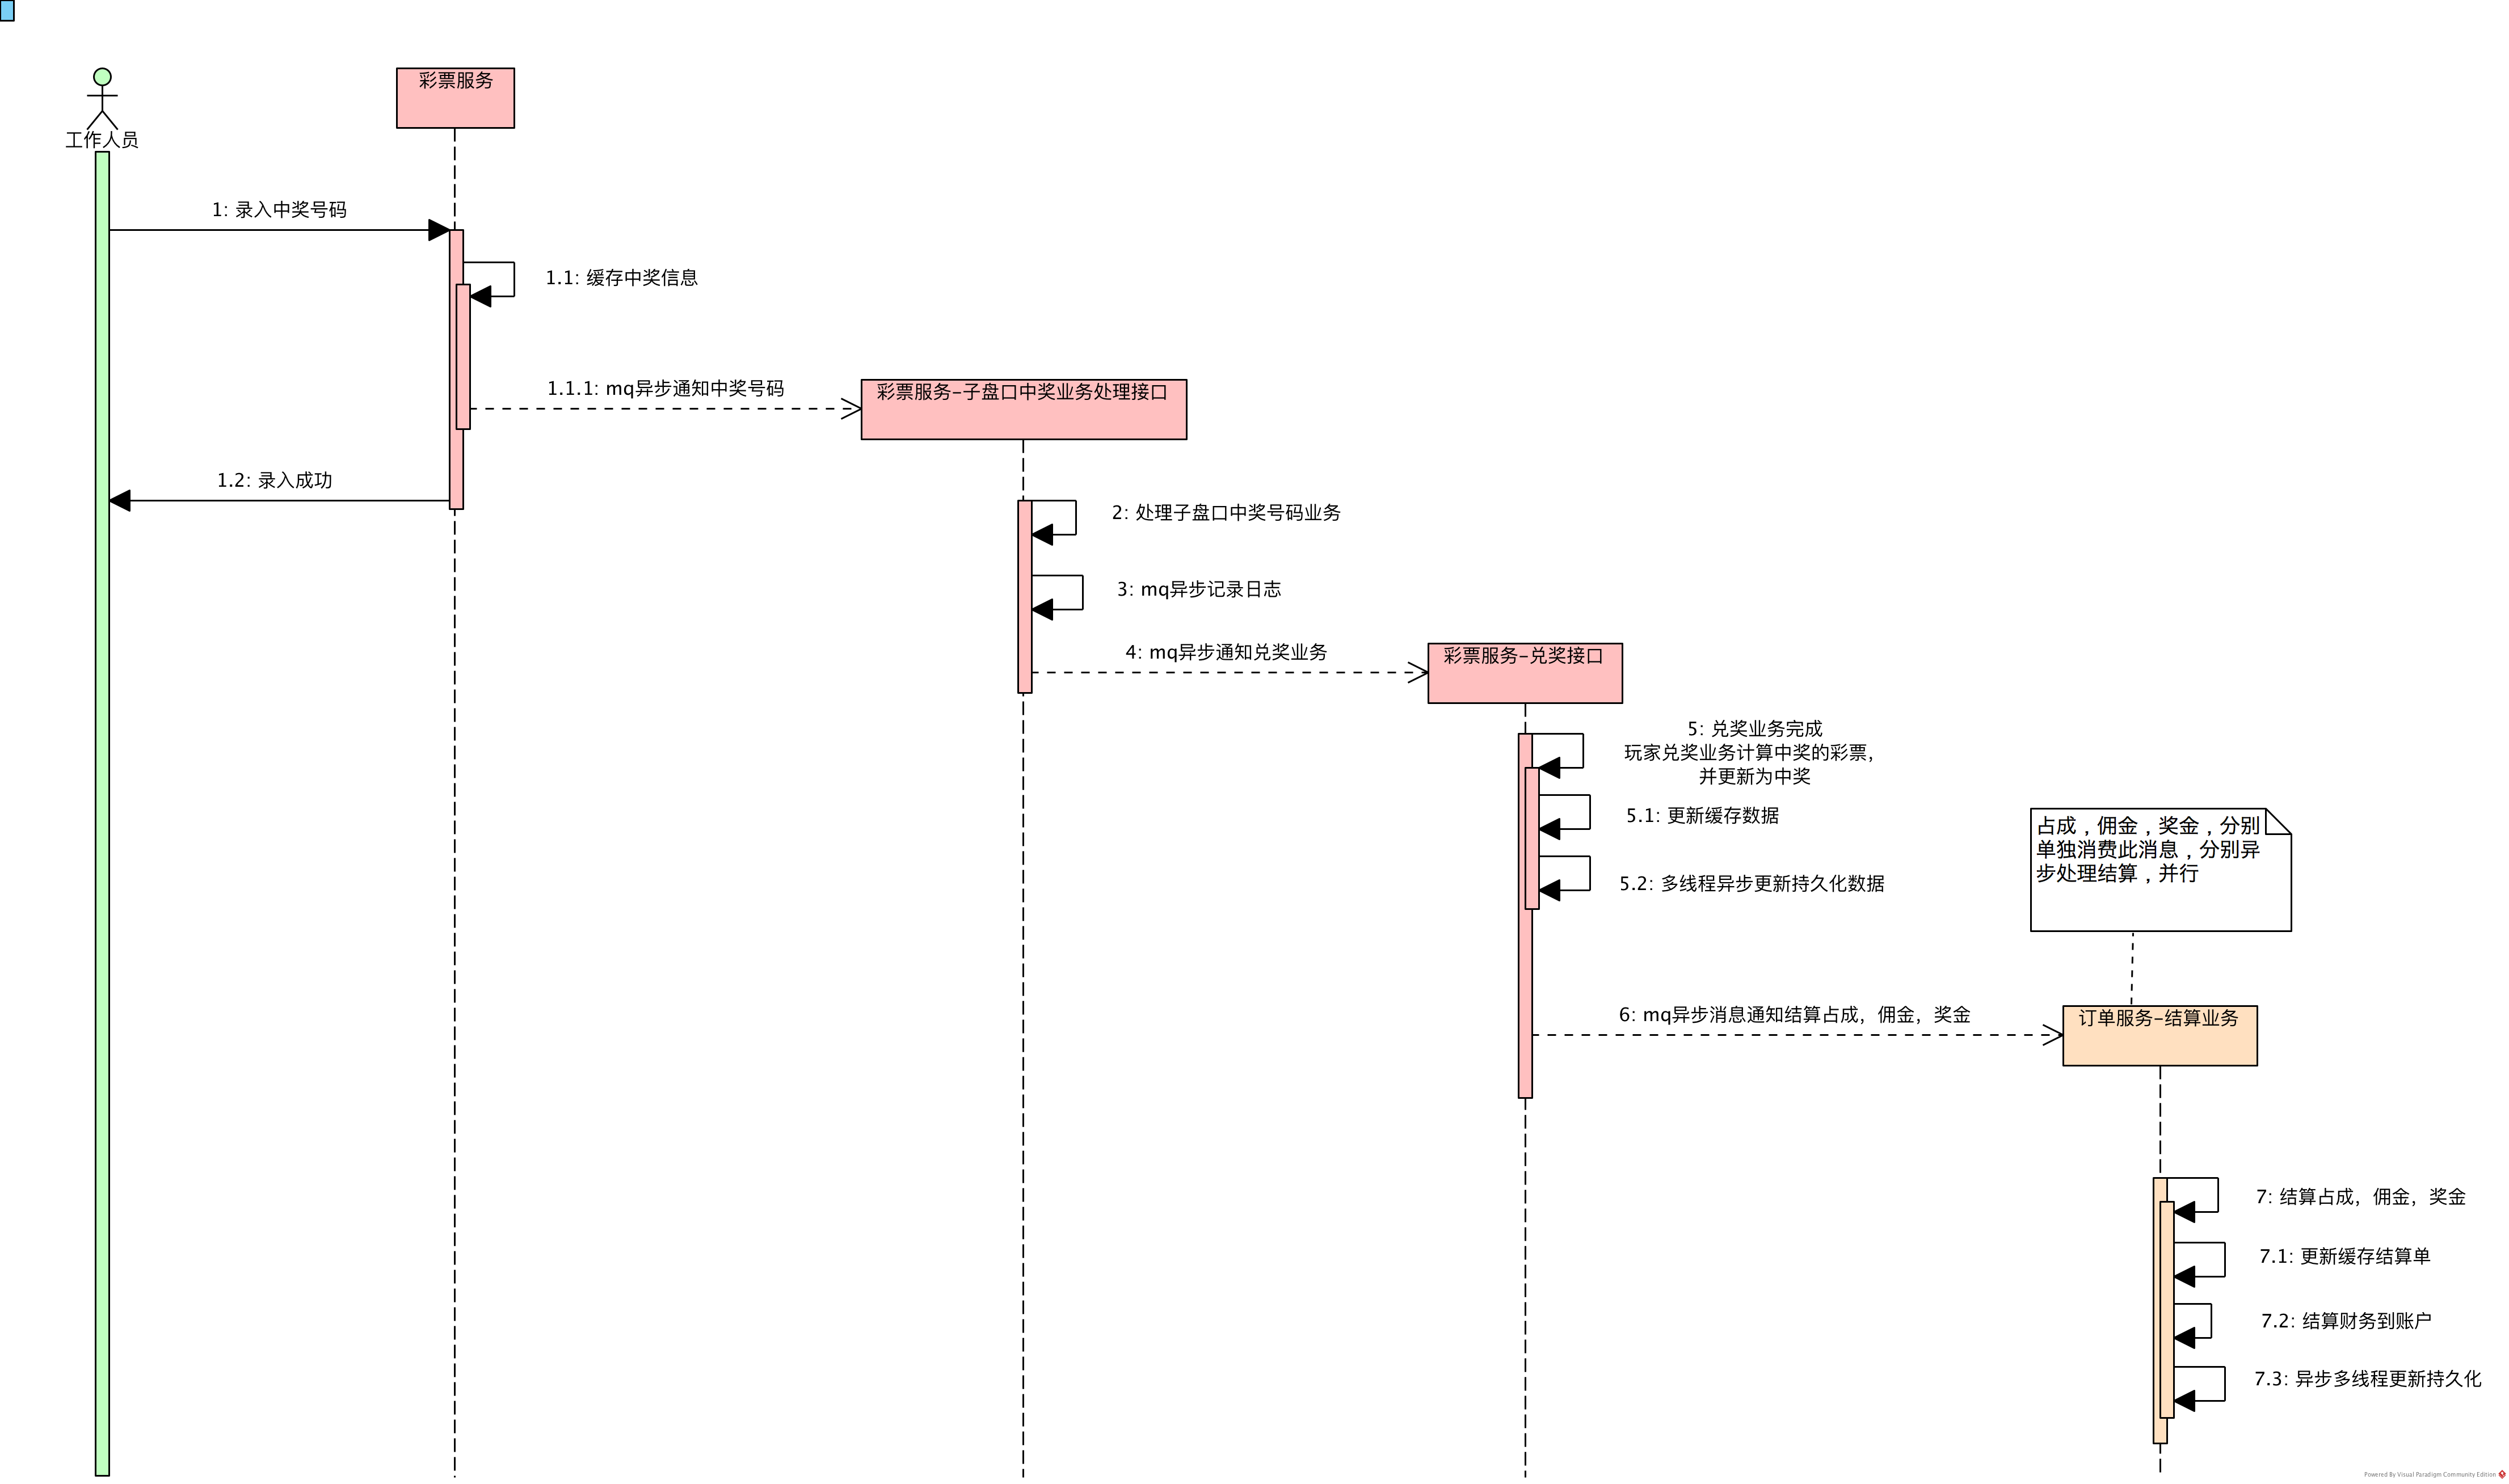 彩票服务
工作人员
1: 录入中奖号码
1.1: 缓存中奖信息
1.1.1: mq异步通知中奖号码
彩票服务-子盘口中奖业务处理接口
1.2: 录入成功
2: 处理子盘口中奖号码业务
3: mq异步记录日志
4: mq异步通知兑奖业务
彩票服务-兑奖接口
5: 兑奖业务完成
玩家兑奖业务计算中奖的彩票,
并更新为中奖
5.1: 更新缓存数据
5.2: 多线程异步更新持久化数据
占成，佣金，奖金，分别
单独消费此消息，分别异
步处理结算，并行
6: mq异步消息通知结算占成，佣金，奖金
订单服务-结算业务
7: 结算占成，佣金，奖金
7.1: 更新缓存结算单
7.2: 结算财务到账户
7.3: 异步多线程更新持久化
Powered By Visual Paradigm Community Edition